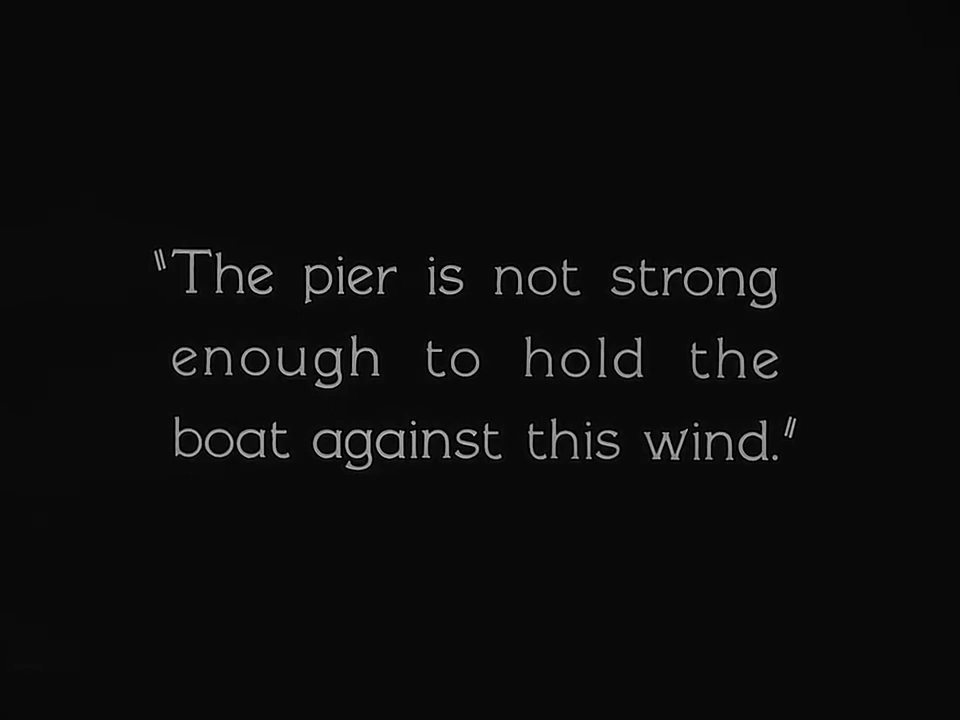 "The pier is not strong
enough to hold the
boat against this wind."